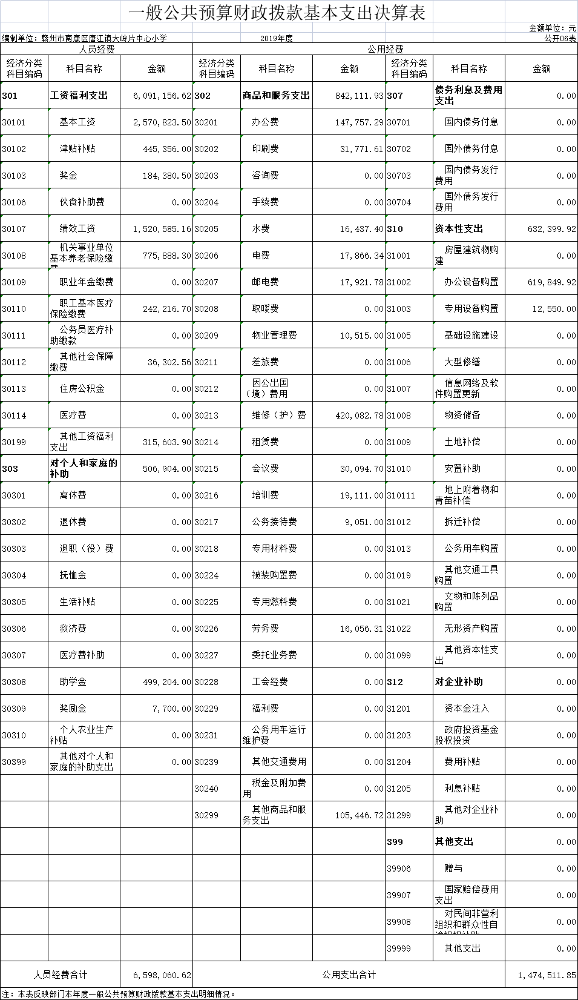 一般公共预算财政拨款基本支出决算表
金额单位：元
编制单位：赣州市南康区唐江镇大岭片中心小学 2019年度 公开06表
人员经费 公用经费
经济分类科目编码 科目名称 金额 经济分类科目编码 科目名称 金额 经济分类科目编码 科目名称 金额
301 工资福利支出 6,091,156.62 302 商品和服务支出 842,111.93 307 债务利息及费用支出 0.00
30101 基本工资 2,570,823.50 30201 办公费 147,757.29 30701 国内债务付息 0.00
30102 津贴补贴 445,356.00 30202 印刷费 31,771.61 30702 国外债务付息 0.00
30103 奖金 184,380.50 30203 咨询费 0.00 30703 国内债务发行费用 0.00
30106 伙食补助费 0.00 30204 手续费 0.00 30704 国外债务发行费用 0.00
30107 绩效工资 1,520,585.16 30205 水费 16,437.40 310 资本性支出 632,399.92
30108 机关事业单位基本养老保险缴费 775,888.30 30206 电费 17,866.34 31001 房屋建筑物购建 0.00
30109 职业年金缴费 0.00 30207 邮电费 17,921.78 31002 办公设备购置 619,849.92
30110 职工基本医疗保险缴费 242,216.70 30208 取暖费 0.00 31003 专用设备购置 12,550.00
30111 公务员医疗补助缴款 0.00 30209 物业管理费 10,515.00 31005 基础设施建设 0.00
30112 其他社会保障缴费 36,302.56 30211 差旅费 0.00 31006 大型修缮 0.00
30113 住房公积金 0.00 30212 因公出国（境）费用 0.00 31007 信息网络及软件购置更新 0.00
30114 医疗费 0.00 30213 维修（护）费 420,082.78 31008 物资储备 0.00
30199 其他工资福利支出 315,603.90 30214 租赁费 0.00 31009 土地补偿 0.00
303 对个人和家庭的补助 506,904.00 30215 会议费 30,094.70 31010 安置补助 0.00
30301 离休费 0.00 30216 培训费 19,111.00 310111 地上附着物和青苗补偿 0.00
30302 退休费 0.00 30217 公务接待费 9,051.00 31012 拆迁补偿 0.00
30303 退职（役）费 0.00 30218 专用材料费 0.00 31013 公务用车购置 0.00
30304 抚恤金 0.00 30224 被装购置费 0.00 31019 其他交通工具购置 0.00
30305 生活补贴 0.00 30225 专用燃料费 0.00 31021 文物和陈列品购置 0.00
30306 救济费 0.00 30226 劳务费 16,056.31 31022 无形资产购置 0.00
30307 医疗费补助 0.00 30227 委托业务费 0.00 31099 其他资本性支出 0.00
30308 助学金 499,204.00 30228 工会经费 0.00 312 对企业补助 0.00
30309 奖励金 7,700.00 30229 福利费 0.00 31201 资本金注入 0.00
30310 个人农业生产补贴 0.00 30231 公务用车运行维护费 0.00 31203 政府投资基金股权投资 0.00
30399 其他对个人和家庭的补助支出 0.00 30239 其他交通费用 0.00 31204 费用补贴 0.00
30240 税金及附加费用 0.00 31205 利息补贴 0.00
30299 其他商品和服务支出 105,446.72 31299 其他对企业补助 0.00
399 其他支出 0.00
39906 赠与 0.00
39907 国家赔偿费用支出 0.00
39908 对民间非营利组织和群众性自治组织补贴 0.00
39999 其他支出 0.00
人员经费合计 6,598,060.62 公用支出合计 1,474,511.85
注：本表反映部门本年度一般公共预算财政拨款基本支出明细情况。